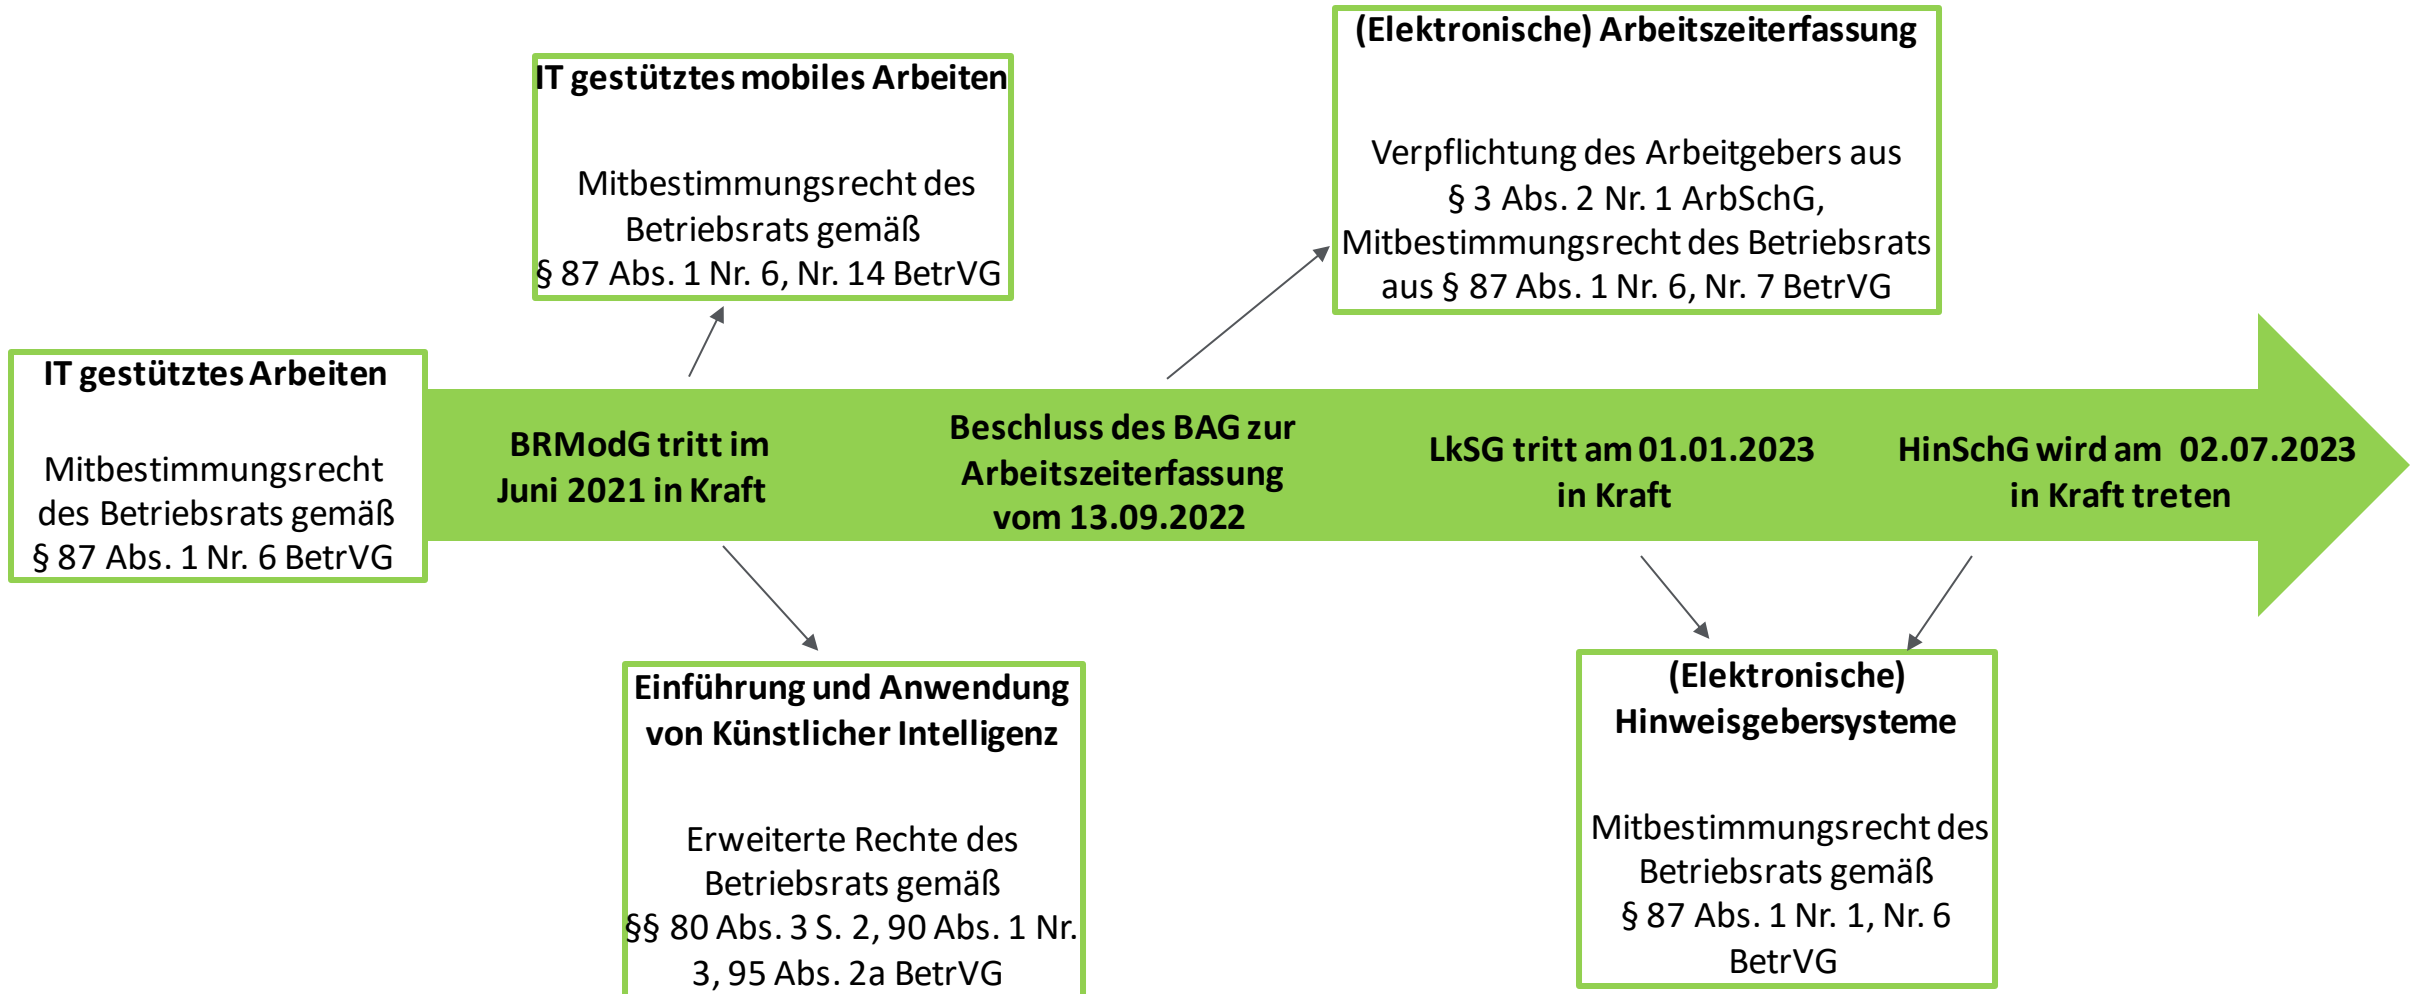 (Elektronische) Arbeitszeiterfassung
Verpflichtung des Arbeitgebers aus
§ 3 Abs. 2 Nr. 1 ArbSchG,
Mitbestimmungsrecht des Betriebsrats
aus § 87 Abs. 1 Nr. 6, Nr. 7 BetrVG
IT gestütztes mobiles Arbeiten
Mitbestimmungsrecht des
Betriebsrats gemäß
§ 87 Abs. 1 Nr. 6, Nr. 14 BetrVG
IT gestütztes Arbeiten
Mitbestimmungsrecht
des Betriebsrats gemäß
§ 87 Abs. 1 Nr. 6 BetrVG
BRModG tritt im
Juni 2021 in Kraft
Beschluss des BAG zur
Arbeitszeiterfassung
vom 13.09.2022
LkSG tritt am 01.01.2023
in Kraft
HinSchG wird am 02.07.2023
in Kraft treten
Einführung und Anwendung
von Künstlicher Intelligenz
Erweiterte Rechte des
Betriebsrats gemäß
§§ 80 Abs. 3 S. 2, 90 Abs. 1 Nr.
3, 95 Abs. 2a BetrVG
(Elektronische)
Hinweisgebersysteme
Mitbestimmungsrecht des
Betriebsrats gemäß
§ 87 Abs. 1 Nr. 1, Nr. 6
BetrVG